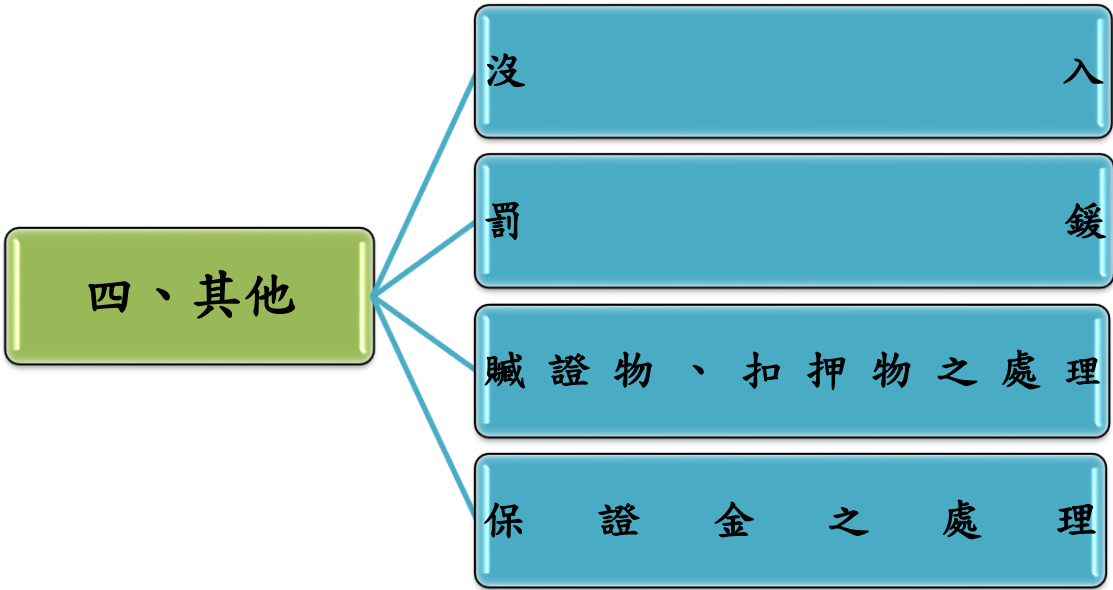 四、其他
沒入
罰鍰
贓證物、扣押物之處理
保證金之處理